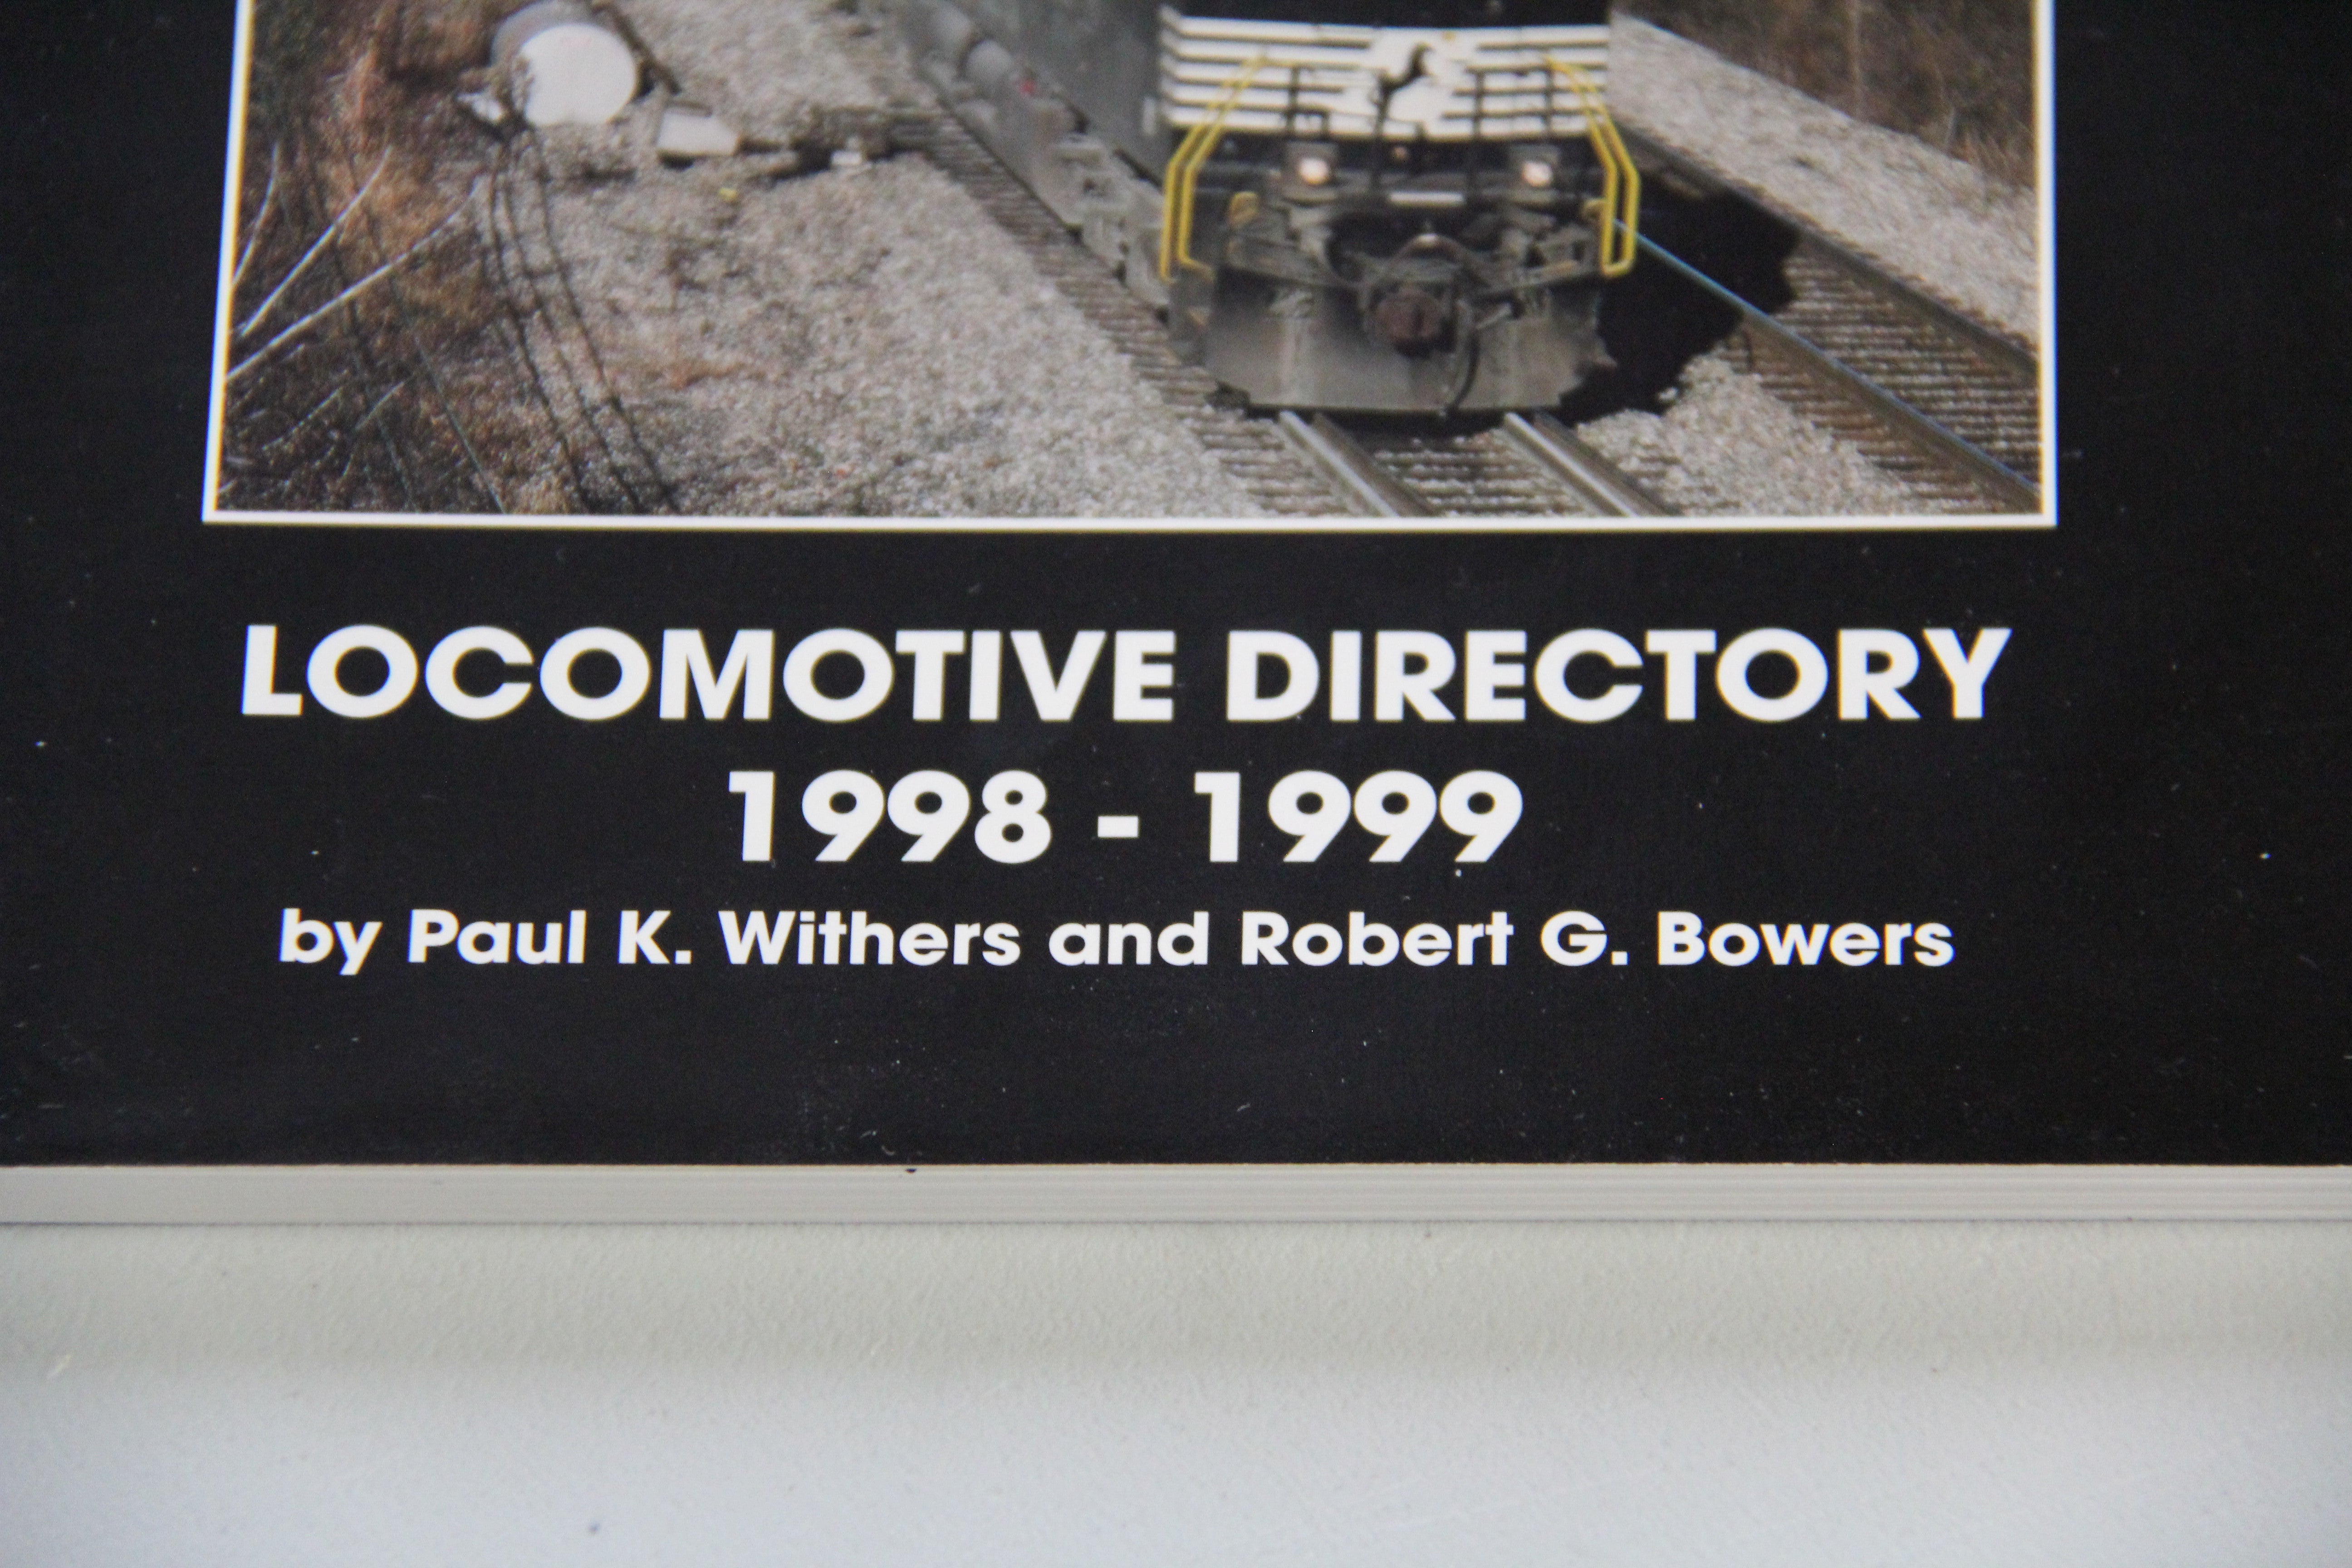 LOCOMOTIVE DIRECTORY
1998 - 1999
by Paul K. Withers and Robert G. Bowers